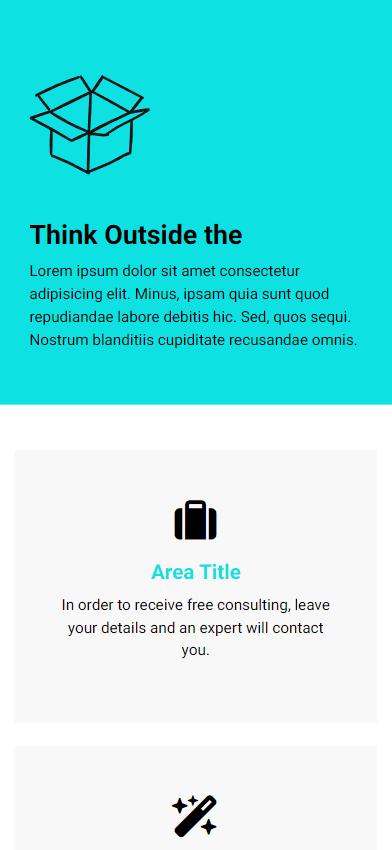 Think Outside the
Lorem ipsum dolor sit amet consectetur
adipisicing elit. Minus, ipsam quia sunt quod
repudiandae labore debitis hic. Sed, quos sequi.
Nostrum blanditiis cupiditate recusandae omnis.
Area Title
In order to receive free consulting, leave
your details and an expert will contact
you.